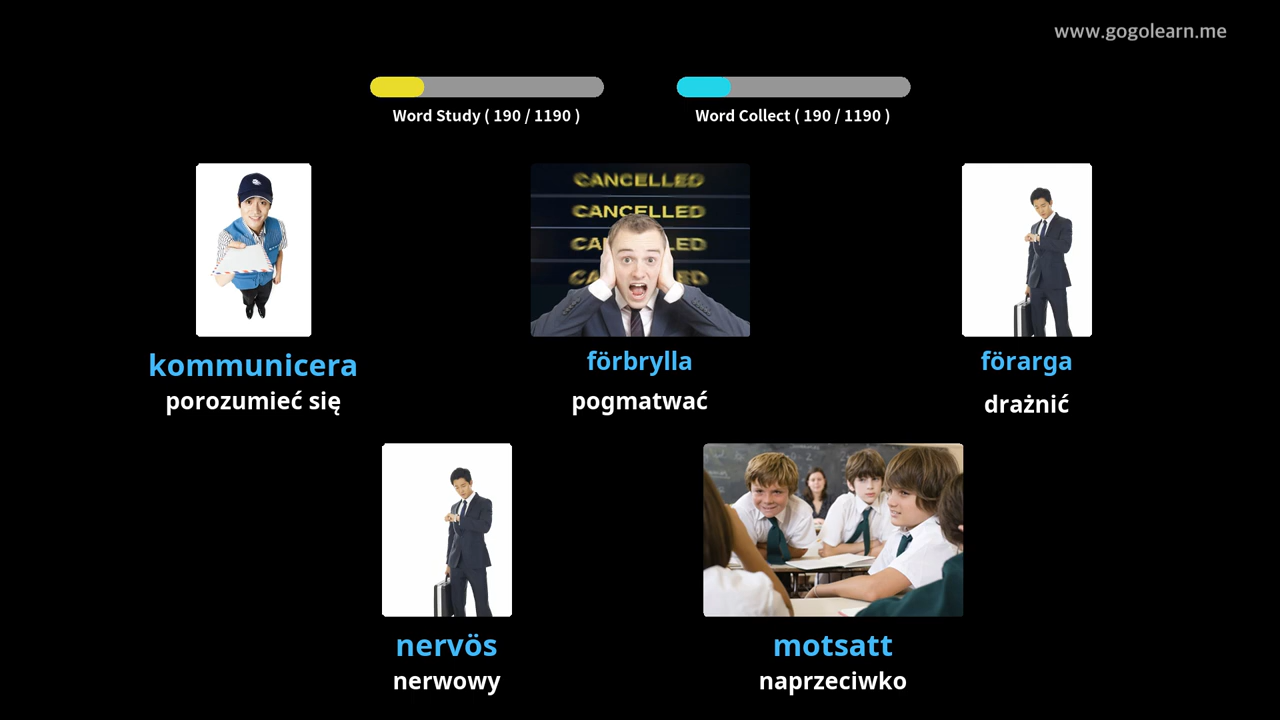 www.gogolearn.me
Word Study ( 190 / 1190 )
Word Collect ( 190 / 1190 )
CANCELLED
CANCELLED
kommunicera
porozumieć się
förbrylla
pogmatwać
förarga
drażnić
nervös
nerwowy
motsatt
naprzeciwko